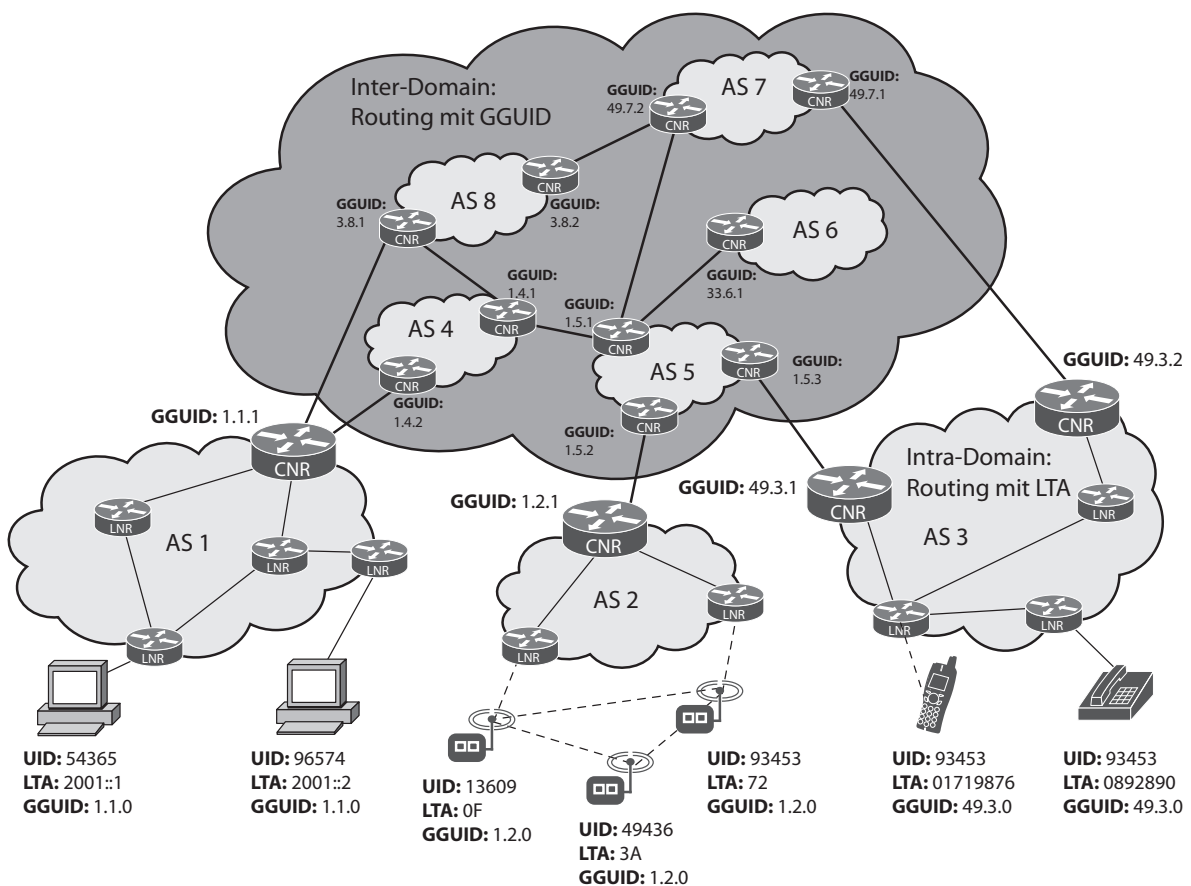 Inter-Domain:
Routing mit GGUID
GGUID:
49.7.2
CNR
AS 7
CNR
GGUID:
49.7.1
GGUID:
3.8.1
CNR
AS 8
CNR
GGUID:
3.8.2
CNR
AS 6
GGUID:
33.6.1
GGUID:
1.4.1
CNR
AS 4
CNR
GGUID:
1.4.2
GGUID:
1.5.1
CNR
AS 5
CNR
GGUID:
1.5.3
CNR
GGUID:
1.5.2
GGUID: 1.1.1
CNR
LNR
AS 1
LNR
LNR
LNR
GGUID: 1.2.1
CNR
AS 2
LNR
LNR
GGUID: 49.3.2
CNR
GGUID: 49.3.1
CNR
Intra-Domain:
Routing mit LTA
LNR
AS 3
LNR
LNR
UID: 54365
LTA: 2001::1
GGUID: 1.1.0
UID: 96574
LTA: 2001::2
GGUID: 1.1.0
UID: 13609
LTA: 0F
GGUID: 1.2.0
UID: 49436
LTA: 3A
GGUID: 1.2.0
UID: 93453
LTA: 72
GGUID: 1.2.0
UID: 93453
LTA: 01719876
GGUID: 49.3.0
UID: 93453
LTA: 0892890
GGUID: 49.3.0